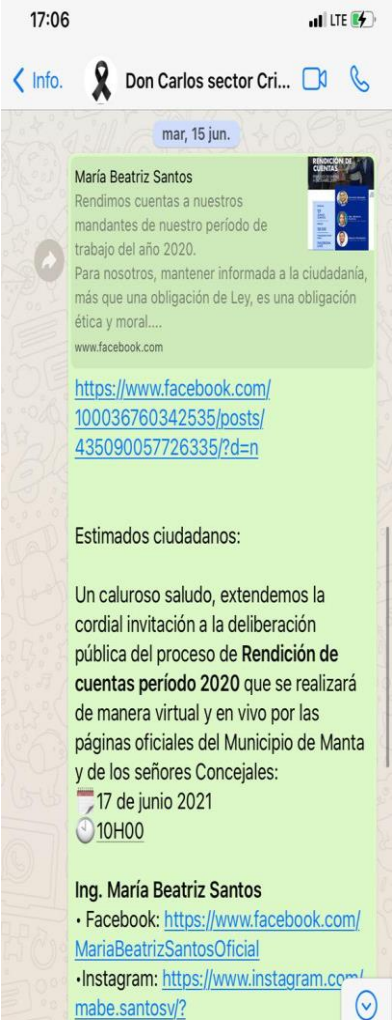 17:06
LTE
Info.
Don Carlos sector Cri...
mar, 15 jun.
María Beatriz Santos
Rendimos cuentas a nuestros
mandantes de nuestro período de
trabajo del año 2020.
Para nosotros, mantener informada a la ciudadanía,
más que una obligación de Ley, es una obligación
ética y moral....
www.facebook.com
RENDICIÓN DE
CUENTAS
https://www.facebook.com/
100036760342535/posts/
435090057726335/?d=n
Estimados ciudadanos:
Un caluroso saludo, extendemos la
cordial invitación a la deliberación
pública del proceso de Rendición de
cuentas período 2020 que se realizará
de manera virtual y en vivo por las
páginas oficiales del Municipio de Manta
y de los señores Concejales:
17 de junio 2021
10H00
Ing. María Beatriz Santos
• Facebook: https://www.facebook.com/
MariaBeatrizSantosOficial
•Instagram: https://www.instagram.com/
mabe.santosv/?